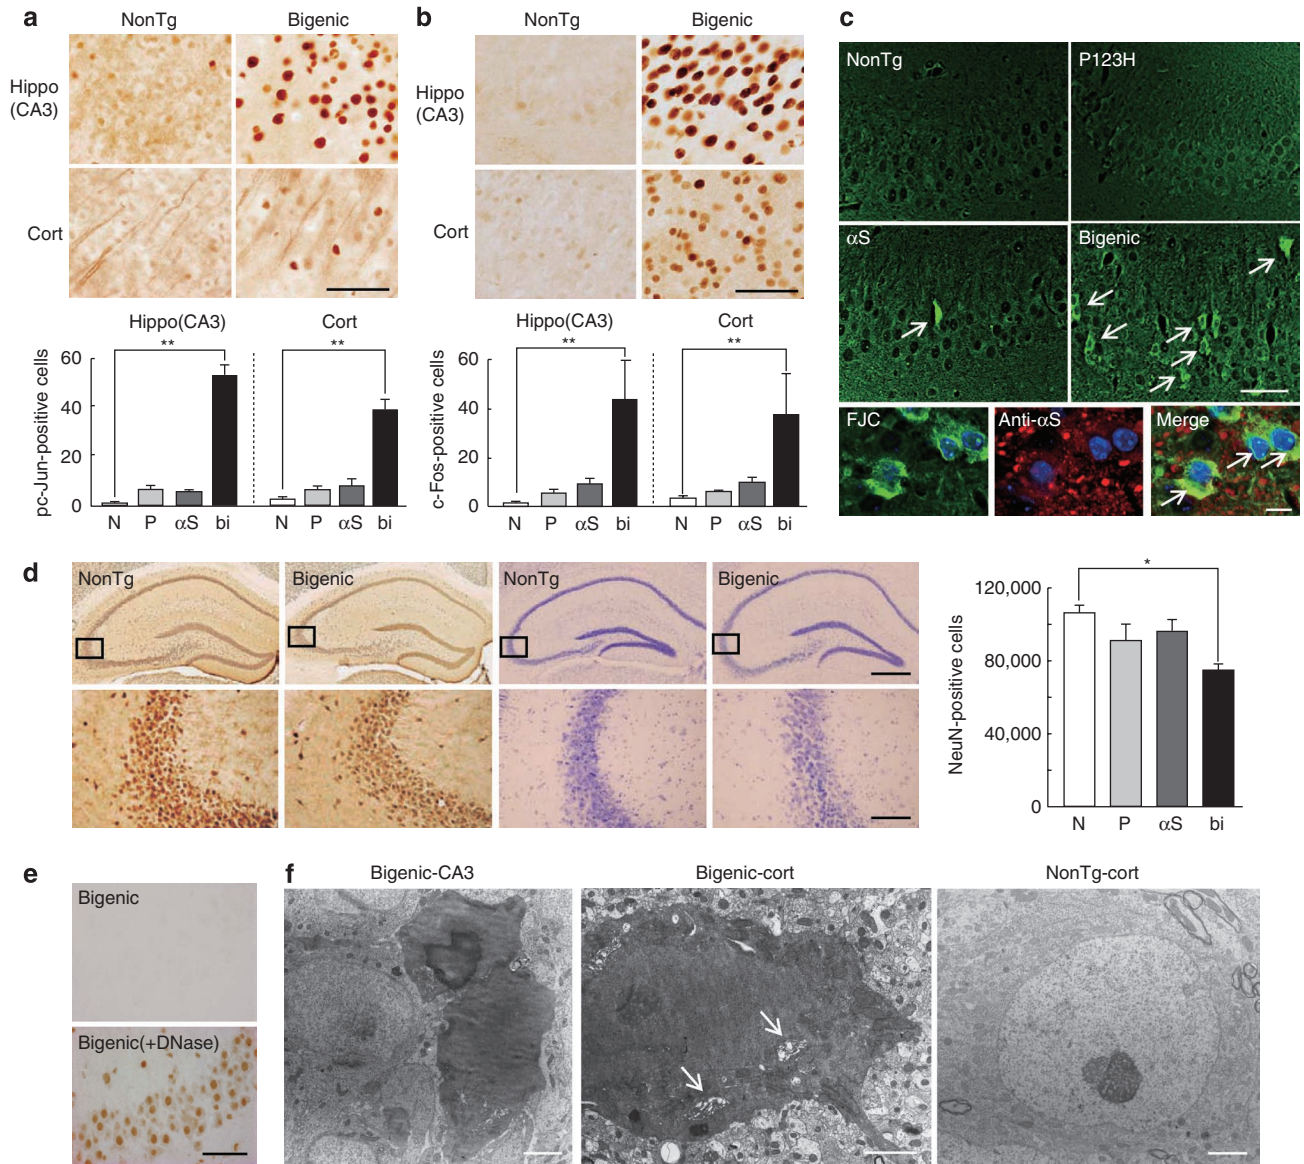 a
NonTg
Bigenic
Hippo
(CA3)
Cort
Hippo(CA3)
Cort
**
**
pc-Jun-positive cells
60
40
20
0
N
P
αS
bi
N
P
αS
bi
b
NonTg
Bigenic
Hippo
(CA3)
Cort
Hippo(CA3)
Cort
**
**
c-Fos-positive cells
60
40
20
0
N
P
αS
bi
N
P
αS
bi
c
NonTg
P123H
αS
Bigenic
FJC
Anti-αS
Merge
d
NonTg
Bigenic
NonTg
Bigenic
*
NeuN-positive cells
120,000
80,000
40,000
0
N
P
αS
bi
e
Bigenic
Bigenic(+DNase)
f
Bigenic-CA3
Bigenic-cort
NonTg-cort